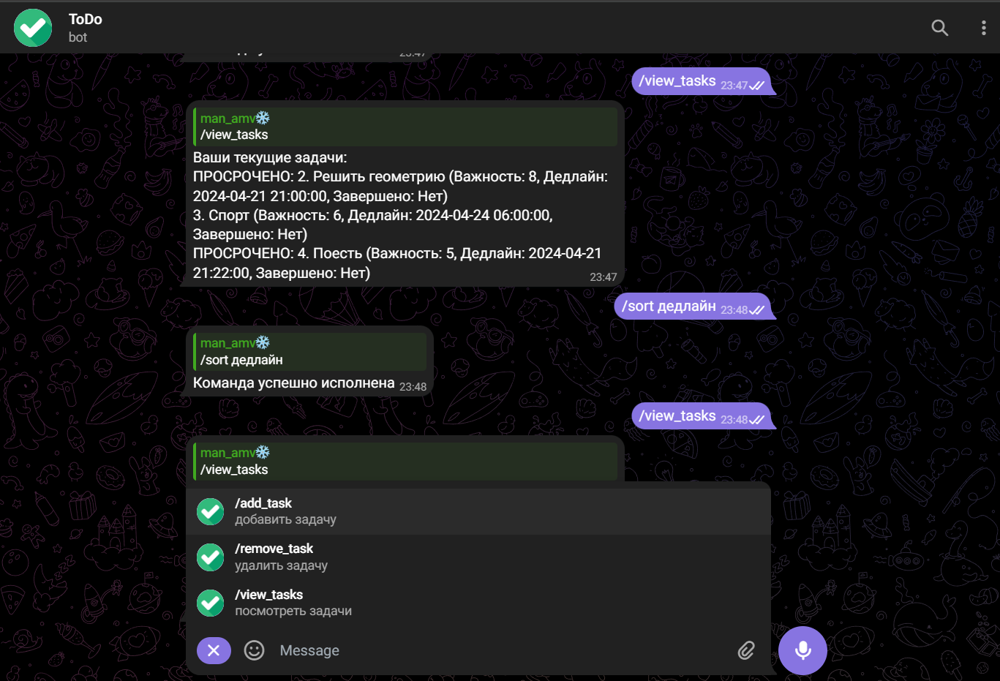 ToDo
bot
23:47
/view_tasks 23:47
man_amv
/view_tasks
Ваши текущие задачи:
ПРОСРОЧЕНО: 2. Решить геометрию (Важность: 8, Дедлайн:
2024-04-21 21:00:00, Завершено: Нет)
3. Спорт (Важность: 6, Дедлайн: 2024-04-24 06:00:00,
Завершено: Нет)
ПРОСРОЧЕНО: 4. Поесть (Важность: 5, Дедлайн: 2024-04-21
21:22:00, Завершено: Нет)
23:47
/sort дедлайн 23:48
man_amv
/sort дедлайн
Команда успешно исполнена 23:48
/view_tasks 23:48
man_amv
/view_tasks
/add_task
добавить задачу
/remove_task
удалить задачу
/view_tasks
посмотреть задачи
Message